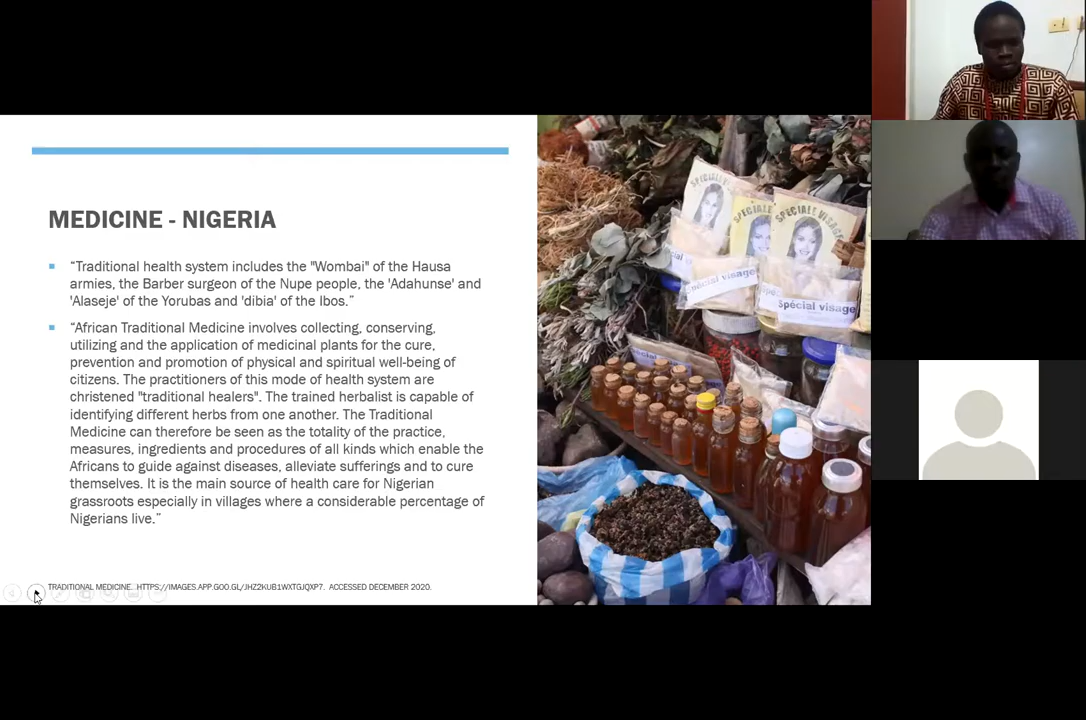 MEDICINE - NIGERIA
“Traditional health system includes the "Wombai" of the Hausa
armies, the Barber surgeon of the Nupe people, the 'Adahunse' and
'Alaseje' of the Yorubas and 'dibia' of the Ibos.”
“African Traditional Medicine involves collecting, conserving,
utilizing and the application of medicinal plants for the cure,
prevention and promotion of physical and spiritual well-being of
citizens. The practitioners of this mode of health system are
christened "traditional healers". The trained herbalist is capable of
identifying different herbs from one another. The Traditional
Medicine can therefore be seen as the totality of the practice,
measures, ingredients and procedures of all kinds which enable the
Africans to guide against diseases, alleviate sufferings and to cure
themselves. It is the main source of health care for Nigerian
grassroots especially in villages where a considerable percentage of
Nigerians live.”
TRADITIONAL MEDICINE. HTTPS://IMAGES.APP.GOO.GL/JHZ2KUB1WXTGJQXP7. ACCESSED DECEMBER 2020.
SPECIALE VISAGE
Spécial visage
Spécial visage